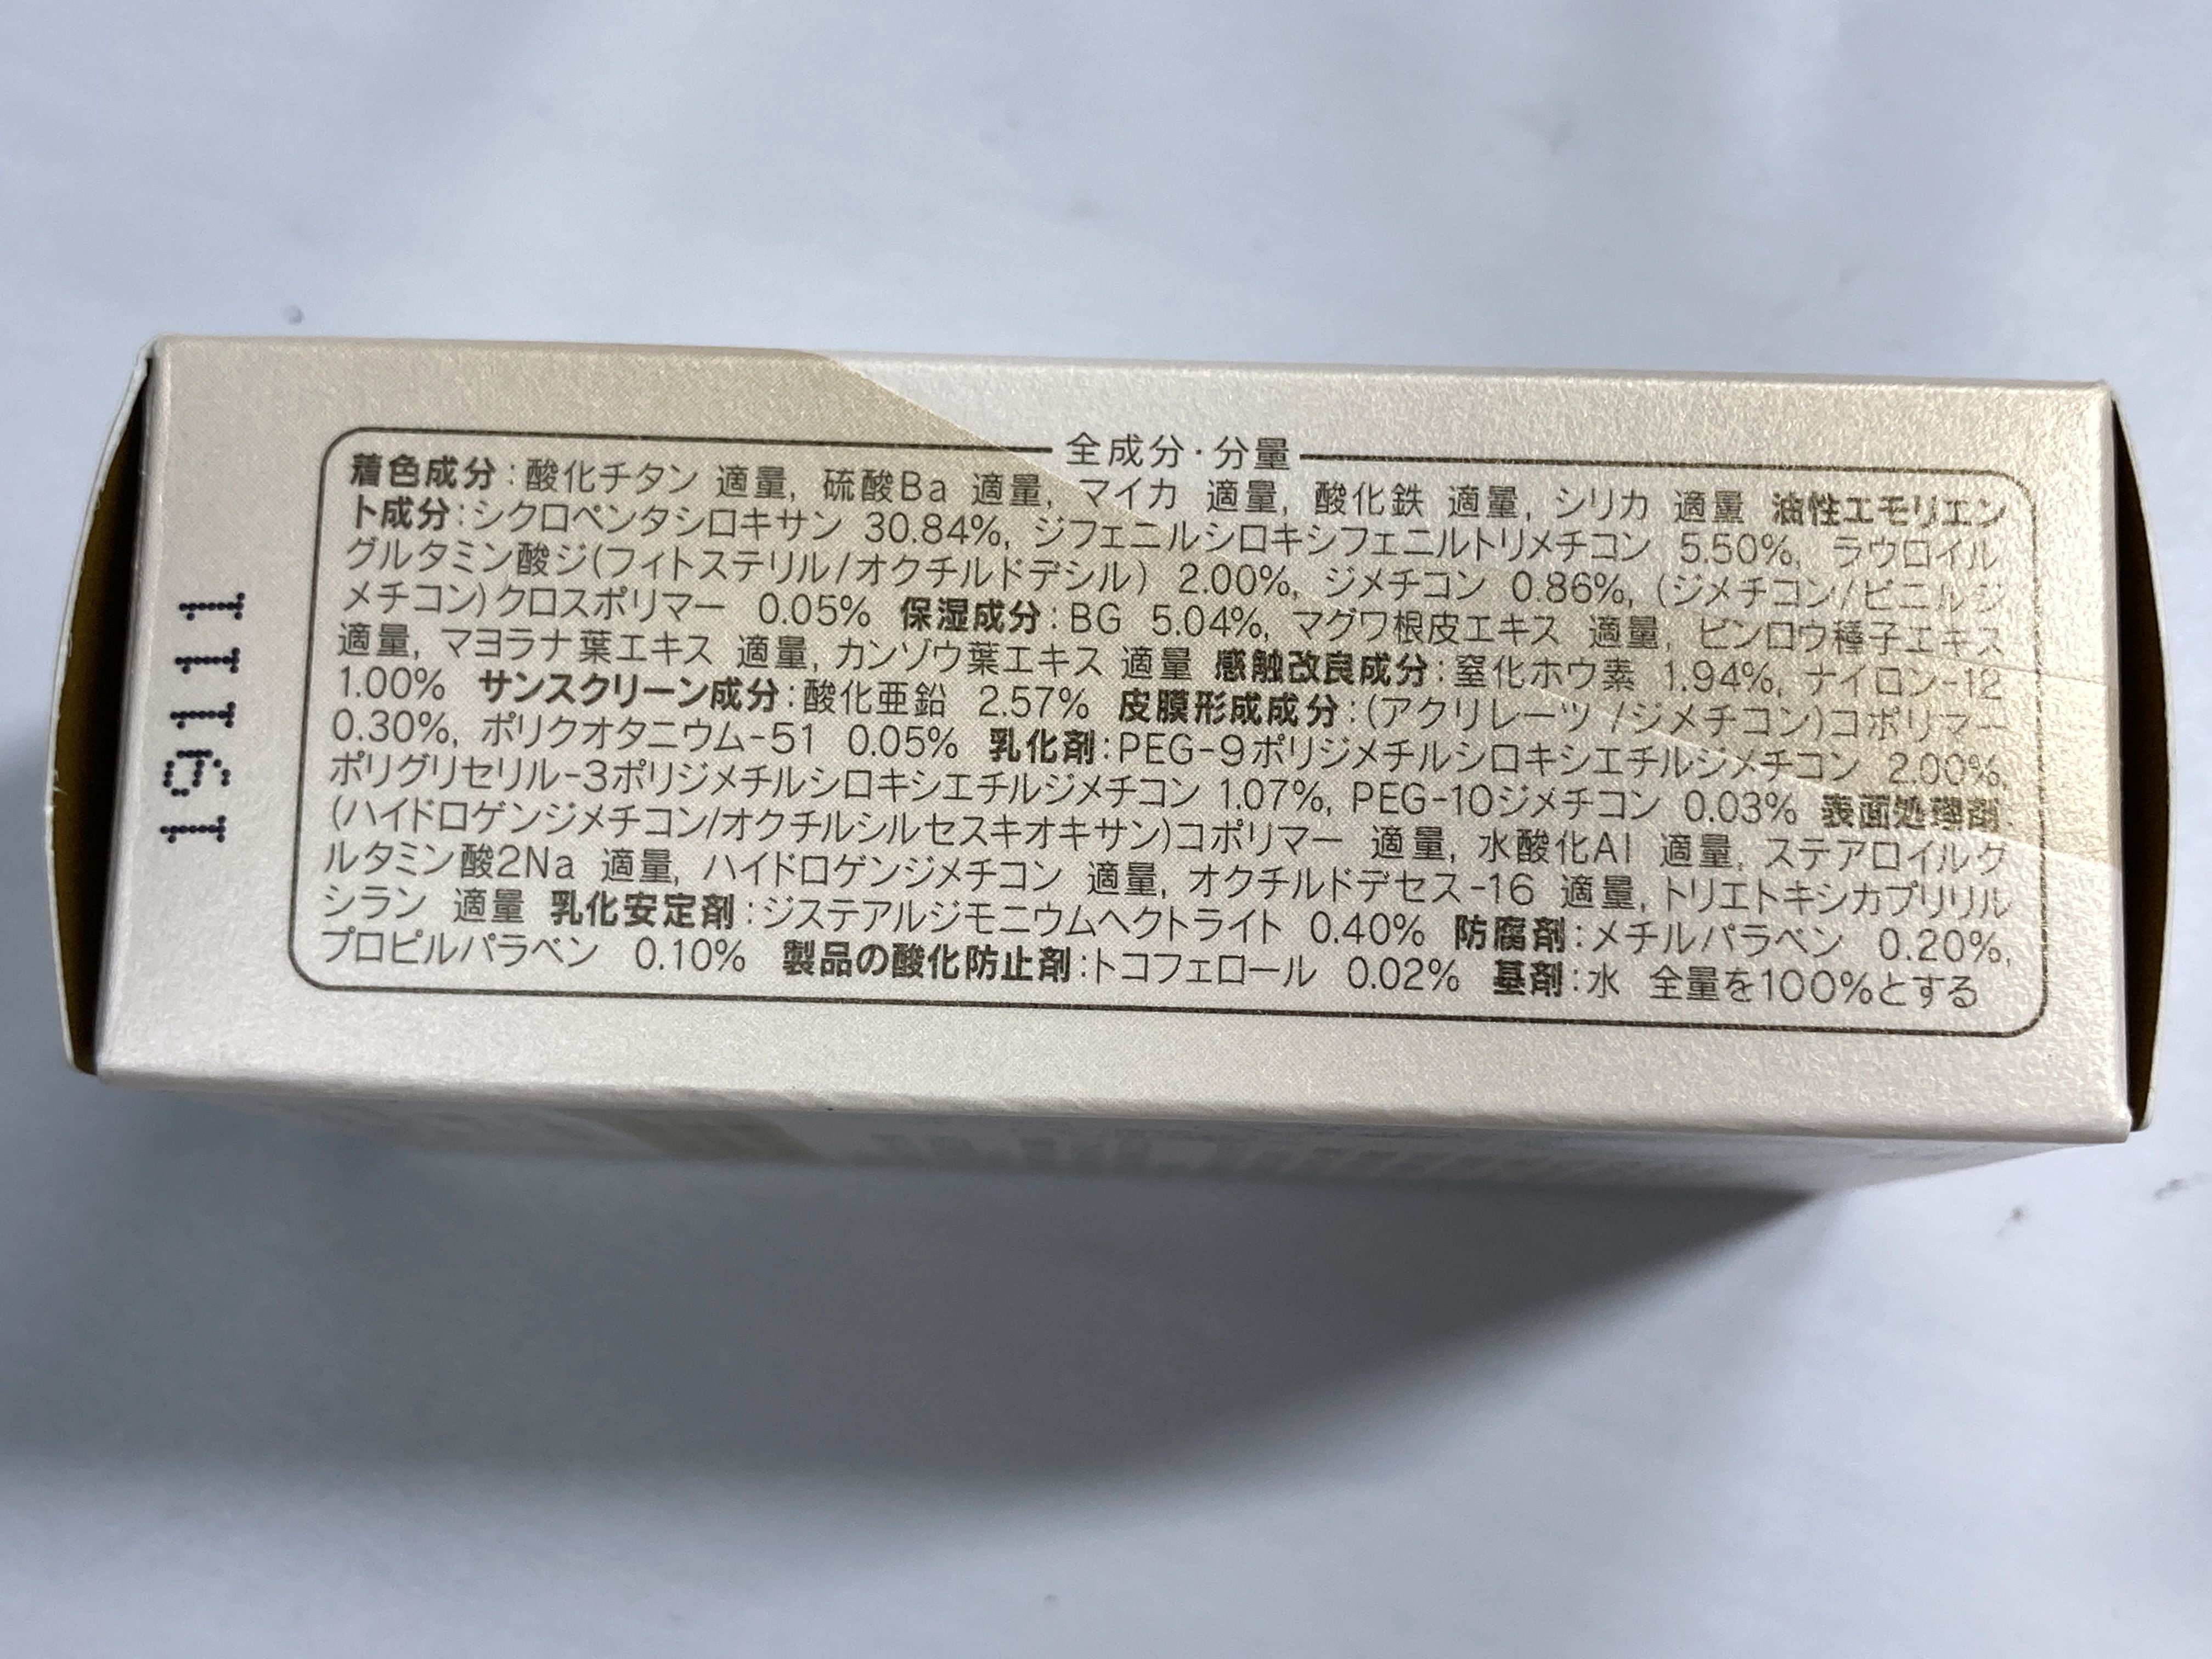 全成分・分量
着色成分：酸化チタン 適量, 硫酸Ba 適量, マイカ 適量, 酸化鉄 適量, シリカ 適量 油性エモリエン
ト成分：シクロペンタシロキサン 30.84%, ジフェニルシロキシフェニルトリメチコン 5.50%, ラウロイル
グルタミン酸ジ(フィトステリル/オクチルドデシル) 2.00%, ジメチコン 0.86%, (ジメチコン/ビニルジ
メチコン)クロスポリマー 0.05% 保湿成分：BG 5.04%, マグワ根皮エキス 適量, ビンロウ種子エキス
適量, マヨラナ葉エキス 適量, カンゾウ葉エキス 適量 感触改良成分：窒化ホウ素 1.94%, ナイロン-12
1.00% サンスクリーン成分：酸化亜鉛 2.57% 皮膜形成成分：(アクリレーツ/ジメチコン)コポリマー
0.30%, ポリクオタニウム-51 0.05% 乳化剤：PEG-9ポリジメチルシロキシエチルジメチコン 2.00%,
ポリグリセリル-3ポリジメチルシロキシエチルジメチコン 1.07%, PEG-10ジメチコン 0.03% 表面処理剤：
(ハイドロゲンジメチコン/オクチルシルセスキオキサン)コポリマー 適量, 水酸化Al 適量, ステアロイルグ
ルタミン酸2Na 適量, ハイドロゲンジメチコン 適量, オクチルドデセス-16 適量, トリエトキシカプリリル
シラン 適量 乳化安定剤：ジステアルジモニウムヘクトライト 0.40% 防腐剤：メチルパラベン 0.20%,
プロピルパラベン 0.10% 製品の酸化防止剤：トコフェロール 0.02% 基剤：水 全量を100%とする
19111